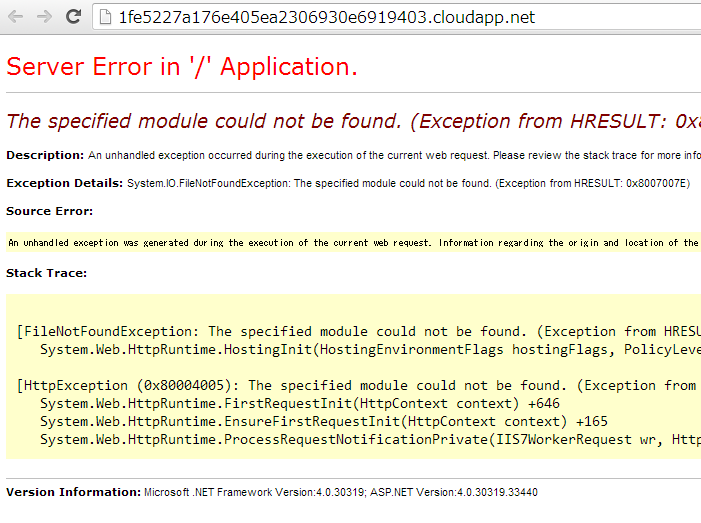 1fe5227a176e405ea2306930e6919403.cloudapp.net
Server Error in '/' Application.
The specified module could not be found. (Exception from HRESULT: 0x
Description: An unhandled exception occurred during the execution of the current web request. Please review the stack trace for more info
Exception Details: System.IO.FileNotFoundException: The specified module could not be found. (Exception from HRESULT: 0x8007007E)
Source Error:
An unhandled exception was generated during the execution of the current web request. Information regarding the origin and location of the
Stack Trace:
[FileNotFoundException: The specified module could not be found. (Exception from HRESU
System.Web.HttpRuntime.HostingInit(HostingEnvironmentFlags hostingFlags, PolicyLeve
[HttpException (0x80004005): The specified module could not be found. (Exception from
System.Web.HttpRuntime.FirstRequestInit(HttpContext context) +646
System.Web.HttpRuntime.EnsureFirstRequestInit(HttpContext context) +165
System.Web.HttpRuntime.ProcessRequestNotificationPrivate(IIS7WorkerRequest wr, Http
Version Information: Microsoft .NET Framework Version:4.0.30319; ASP.NET Version:4.0.30319.33440